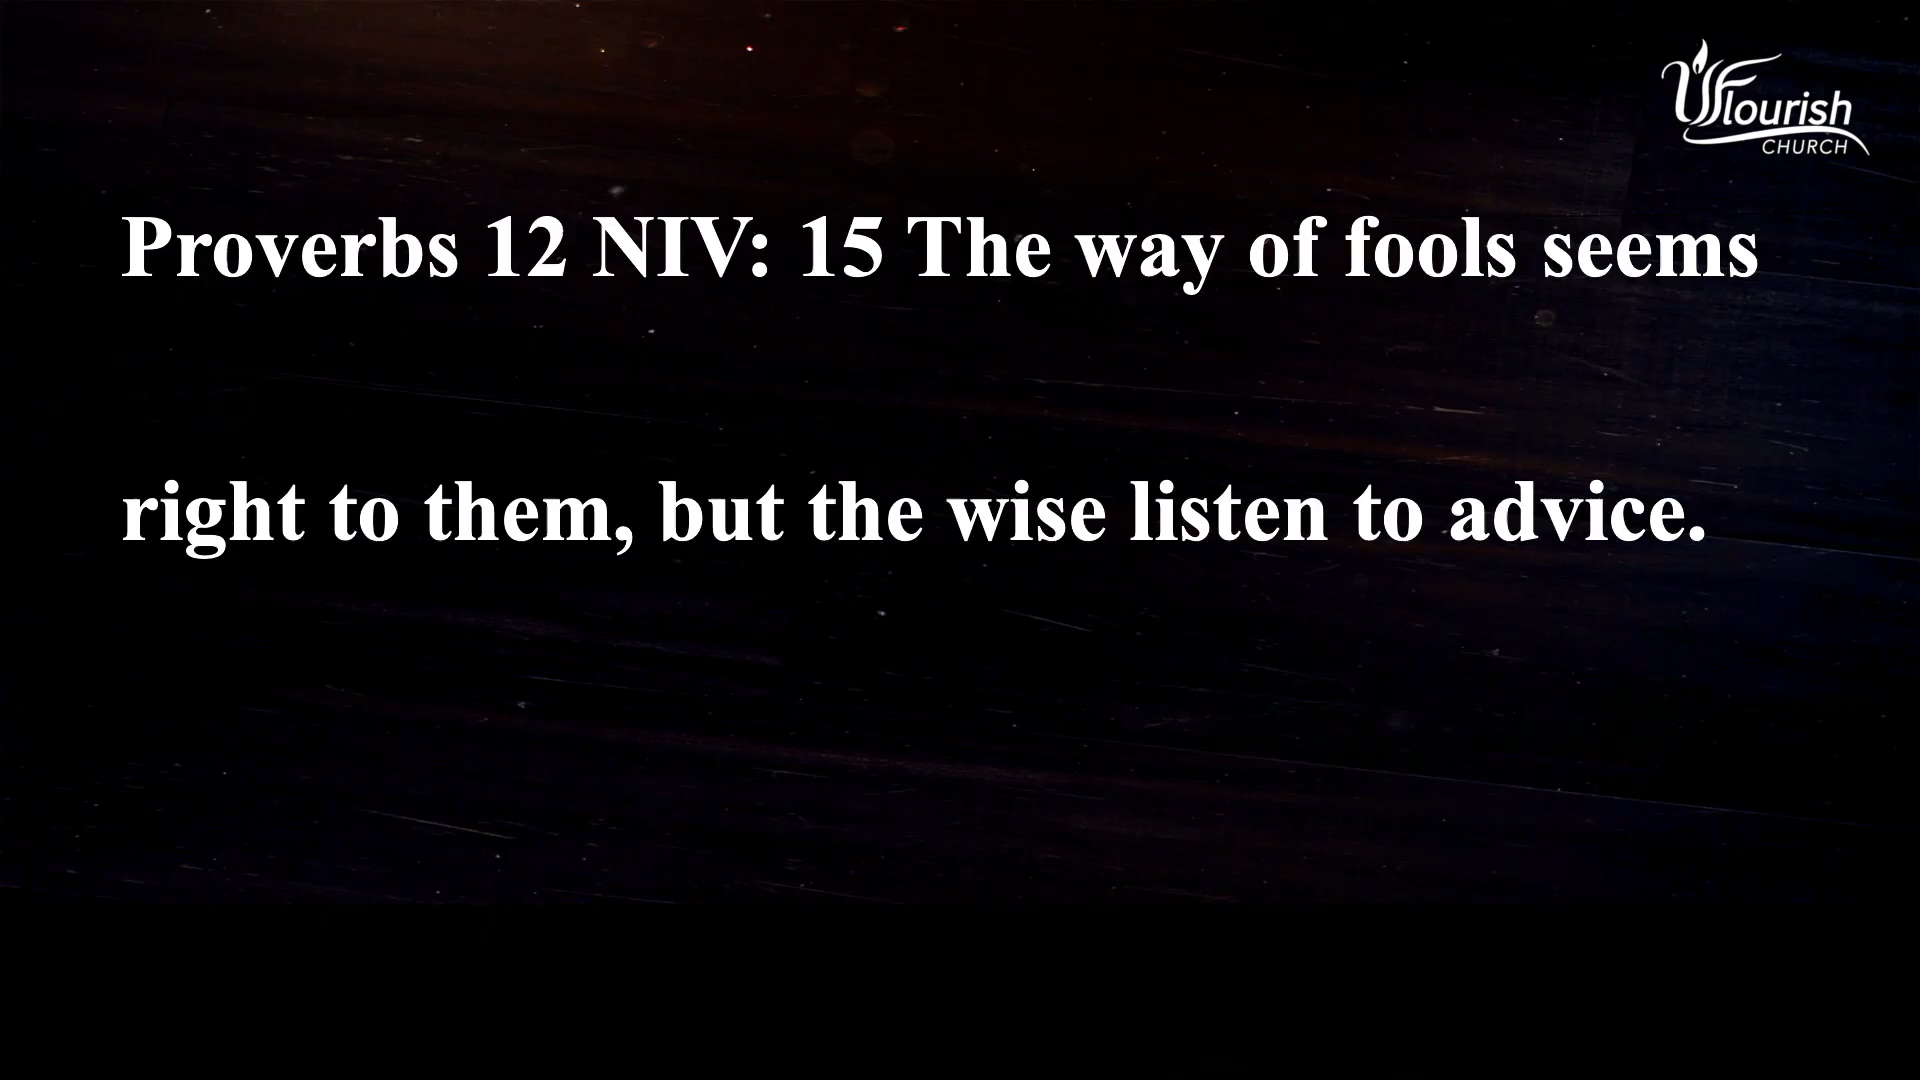 Flourish
CHURCH
Proverbs 12 NIV: 15 The way of fools seems
right to them, but the wise listen to advice.